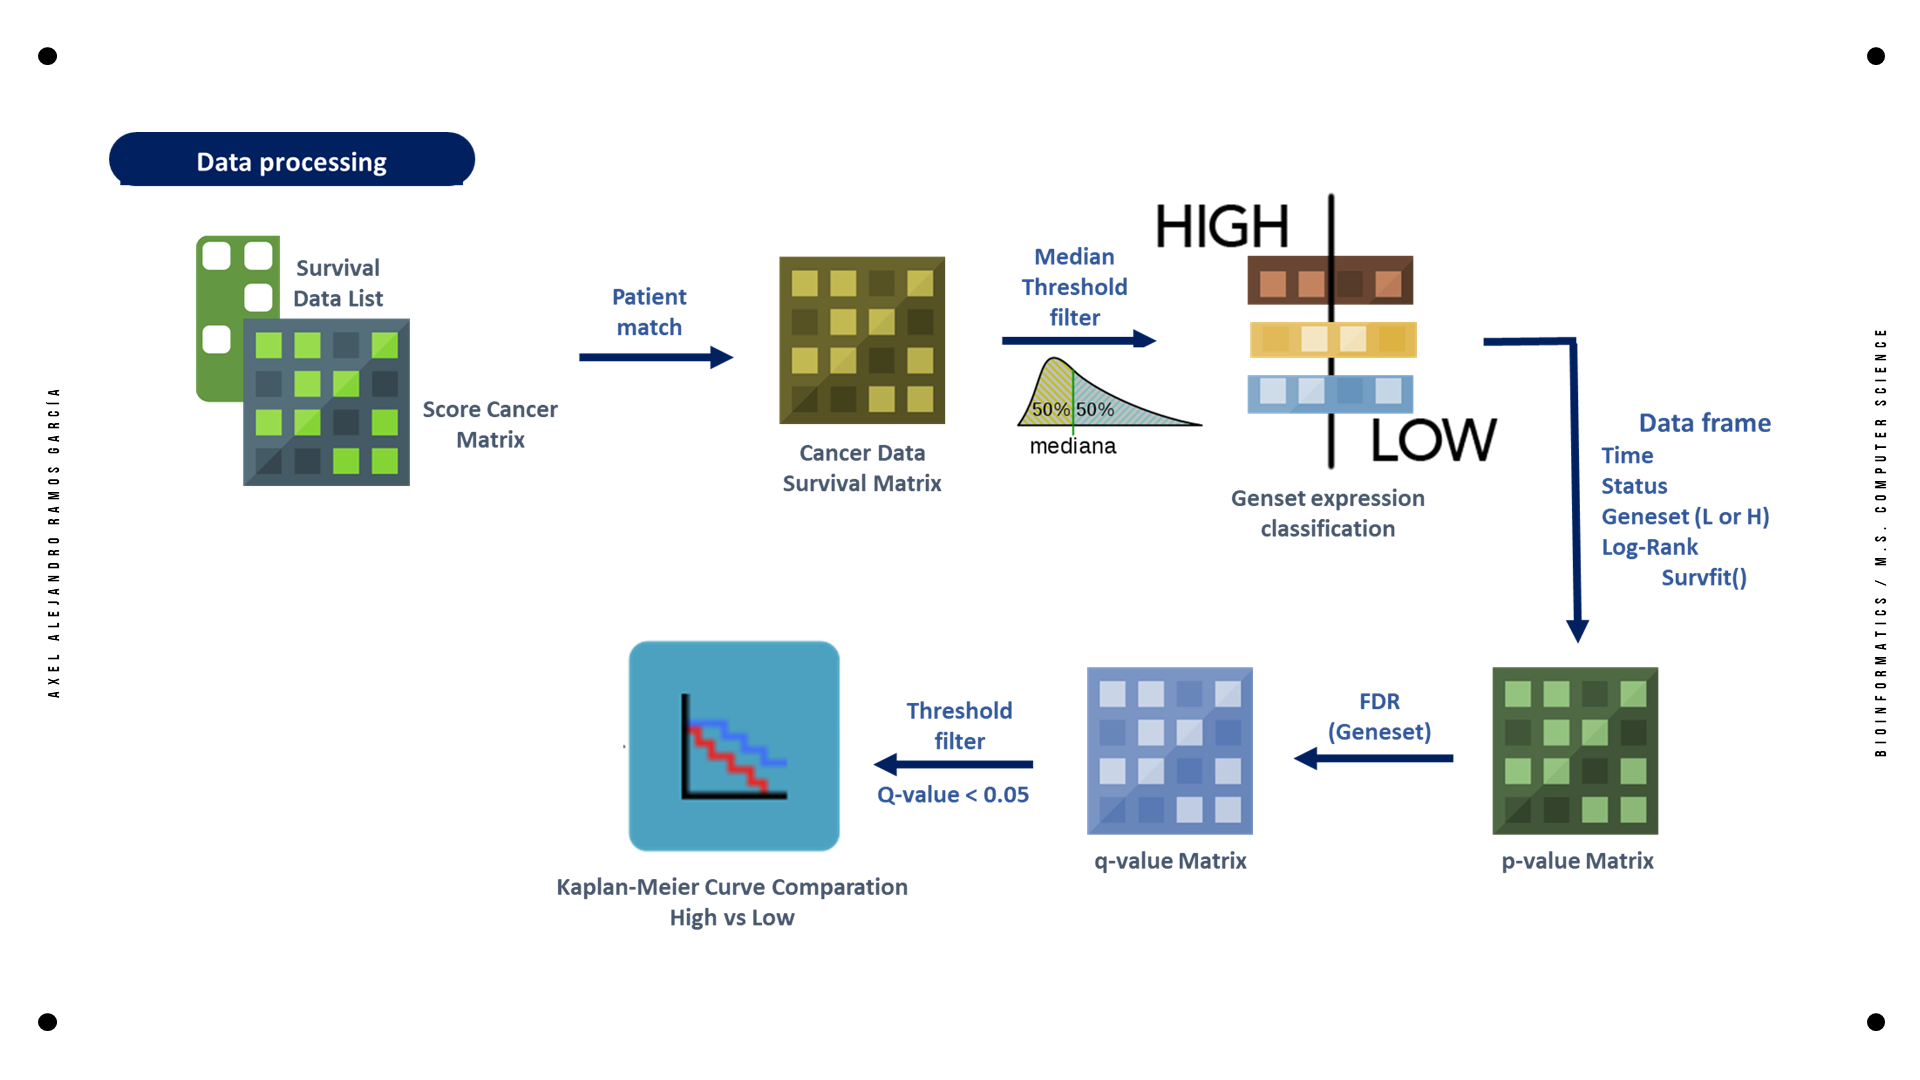 Data processing
Survival
Data List
Score Cancer
Matrix
Patient
match
Cancer Data
Survival Matrix
Median
Threshold
filter
50% 50%
mediana
HIGH
LOW
Genset expression
classification
Data frame
Time
Status
Geneset (L or H)
Log-Rank
Survfit()
p-value Matrix
FDR
(Geneset)
q-value Matrix
Threshold
filter
Q-value < 0.05
Kaplan-Meier Curve Comparation
High vs Low
AXEL ALEJANDRO RAMOS GARCÍA
BIOINFORMATICS / M.S. COMPUTER SCIENCE